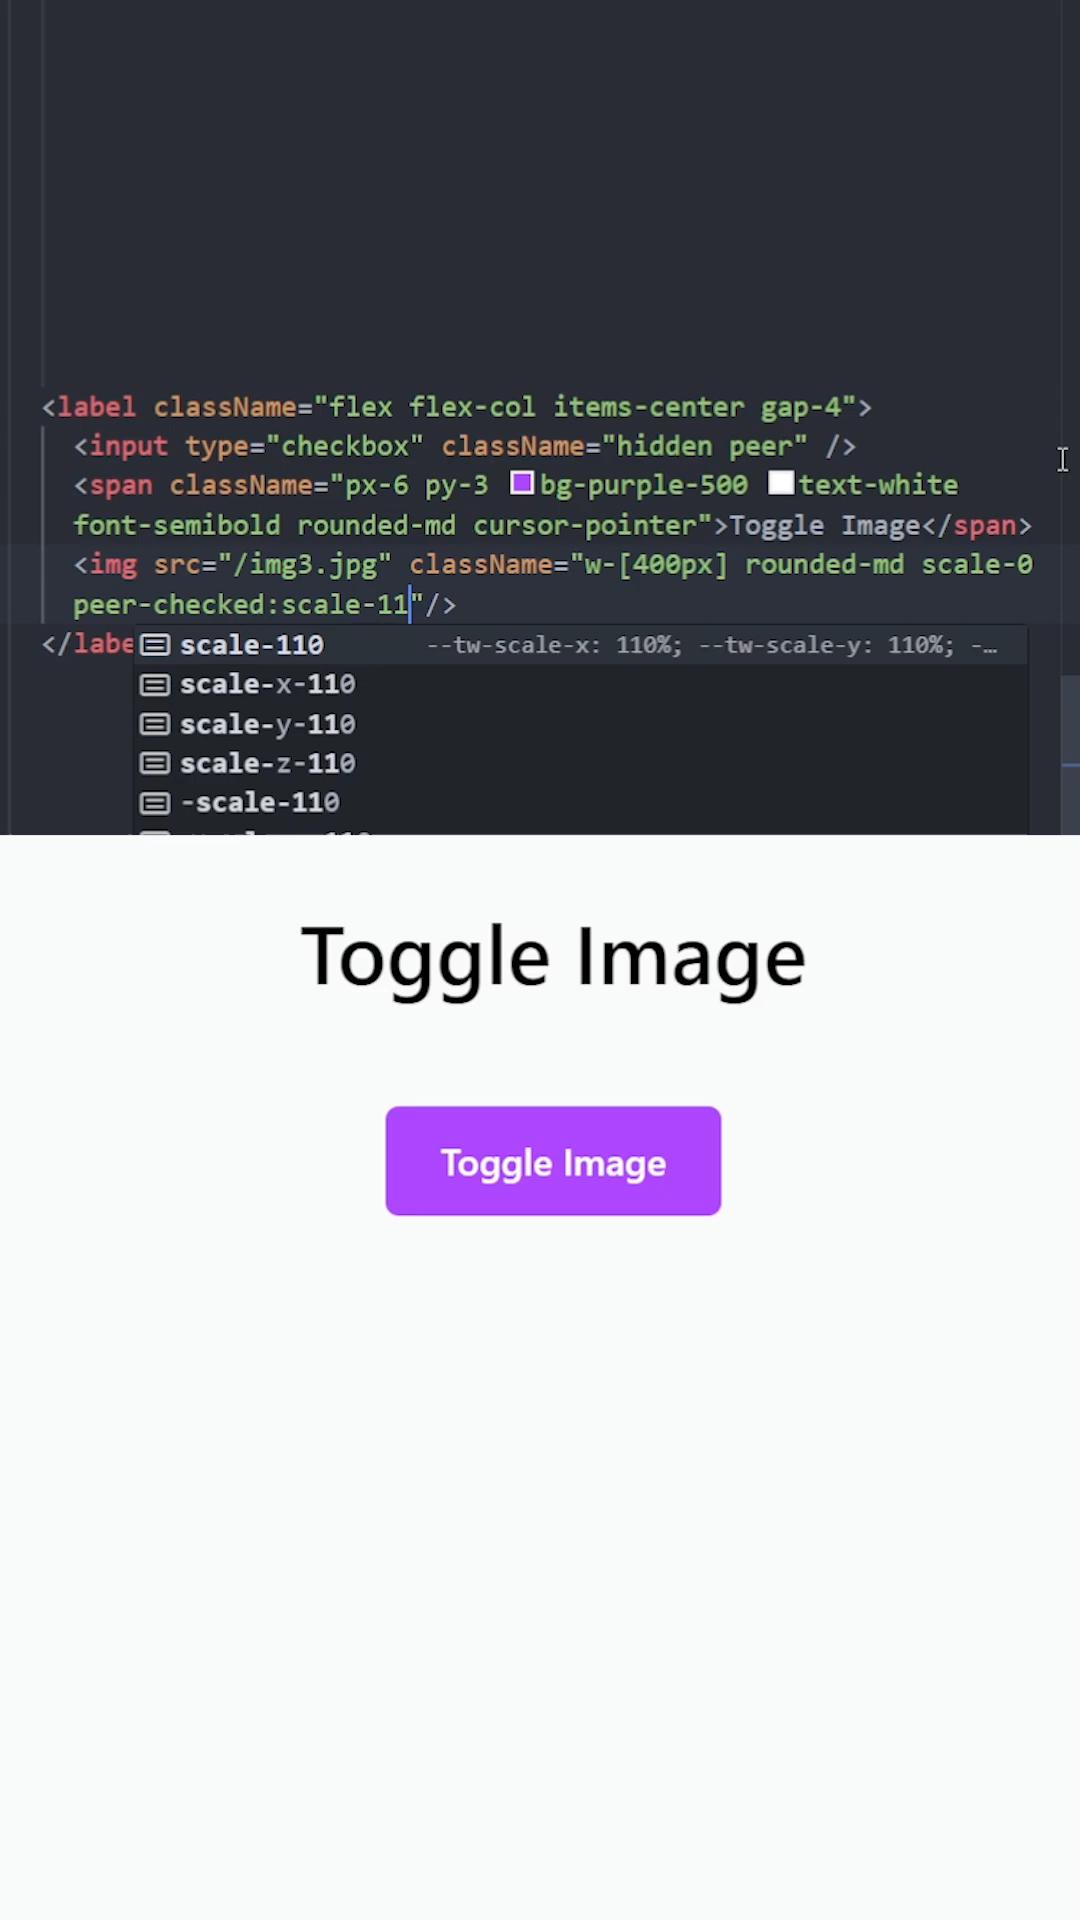 <label className="flex flex-col items-center gap-4">
<input type="checkbox" className="hidden peer" />
<span className="px-6 py-3 bg-purple-500 text-white
font-semibold rounded-md cursor-pointer">Toggle Image</span>
<img src="/img3.jpg" className="w-[400px] rounded-md scale-0
peer-checked:scale-11"/>
</labe
scale-110 --tw-scale-x: 110%; --tw-scale-y: 110%; -…
scale-x-110
scale-y-110
scale-z-110
-scale-110
Toggle Image
Toggle Image